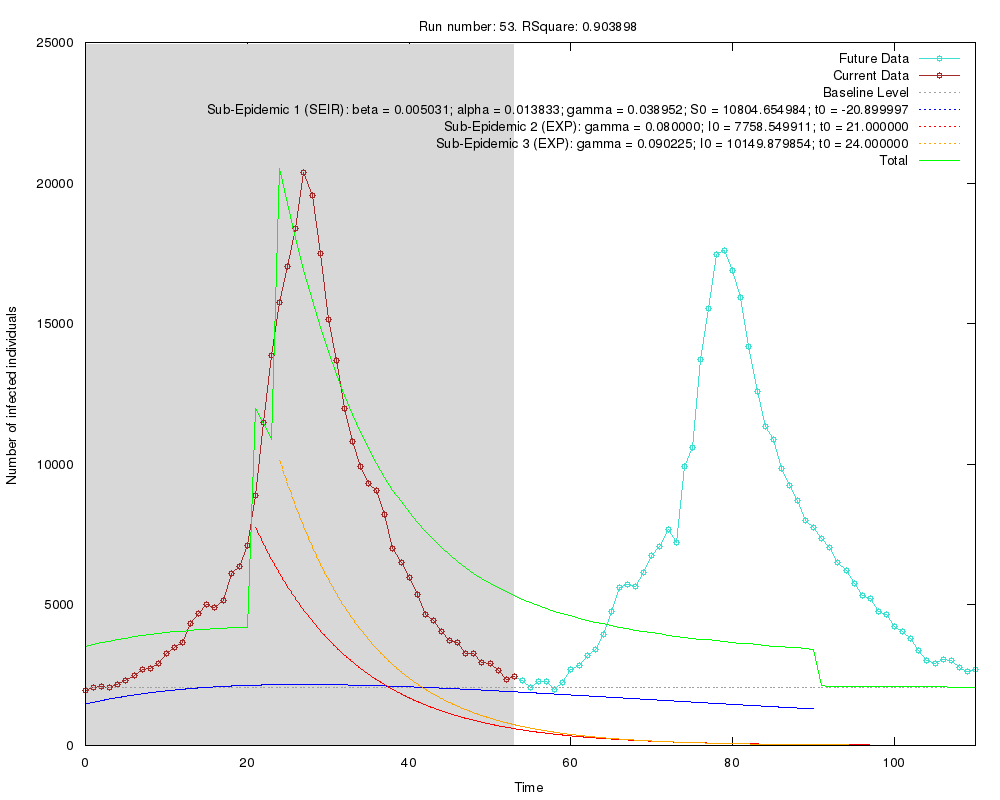 Run number: 53. RSquare: 0.903898
25000
20000
15000
10000
5000
0
Number of infected individuals
Future Data
Current Data
Baseline Level
Sub-Epidemic 1 (SEIR): beta = 0.005031; alpha = 0.013833; gamma = 0.038952; S0 = 10804.654984; t0 = -20.899997
Sub-Epidemic 2 (EXP): gamma = 0.080000; I0 = 7758.549911; t0 = 21.000000
Sub-Epidemic 3 (EXP): gamma = 0.090225; I0 = 10149.879854; t0 = 24.000000
Total
0 20 40 60 80 100
Time